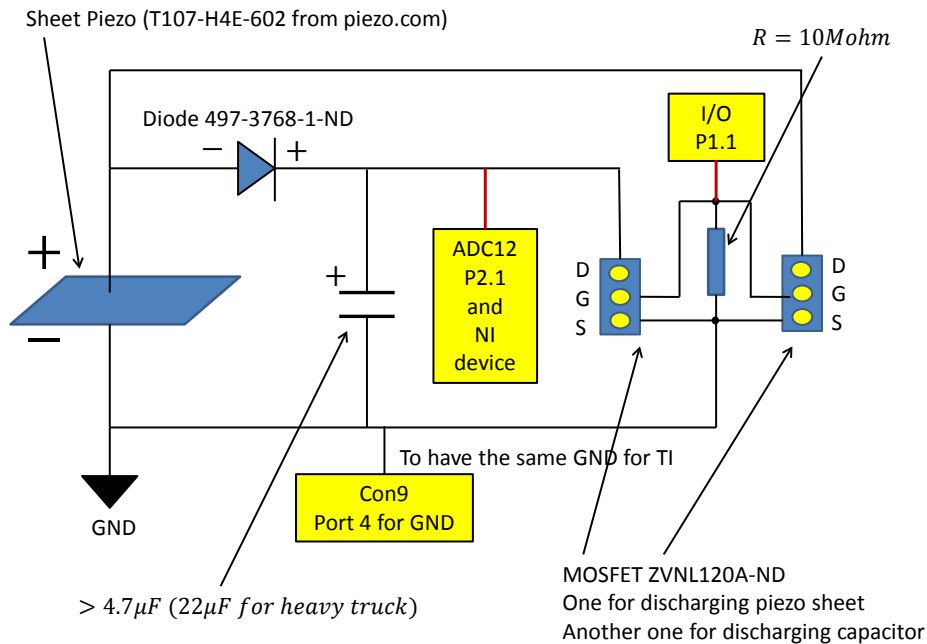 Sheet Piezo (T107-H4E-602 from piezo.com)
R = 10Mohm
Diode 497-3768-1-ND
− +
I/O
P1.1
+
−
+
ADC12
P2.1
and
NI
device
D
G
S
D
G
S
To have the same GND for TI
Con9
Port 4 for GND
GND
> 4.7μF (22μF for heavy truck)
MOSFET ZVNL120A-ND
One for discharging piezo sheet
Another one for discharging capacitor